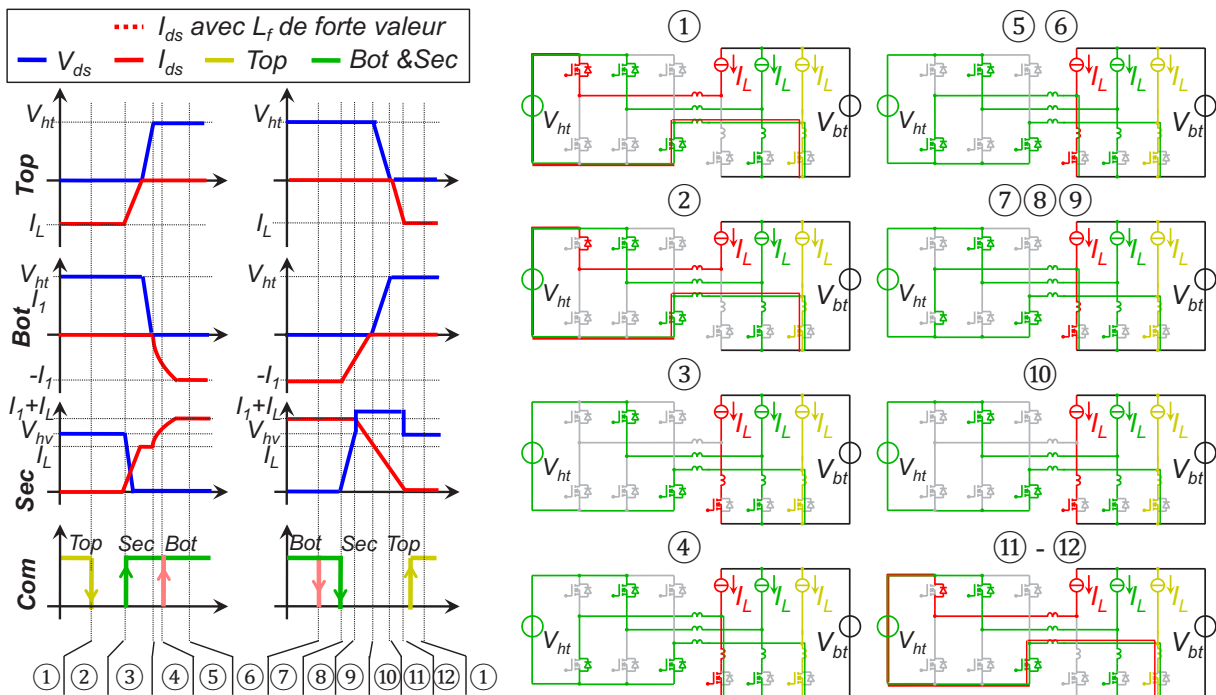 I_ds avec L_f de forte valeur
V_ds I_ds Top Bot &Sec
V_ht V_ht
Top
I_L I_L
V_ht V_ht
I_1
Bot
-I_1 -I_1
I_1+I_L I_1+I_L
V_hv V_hv
I_L I_L
Sec
Top Sec Bot Bot Sec Top
Com
① ② ③ ④ ⑤ ⑥ ⑦ ⑧ ⑨ ⑩ ⑪ ⑫ ①
①
V_ht I_L I_L I_L V_bt
②
V_ht I_L I_L I_L V_bt
③
V_ht I_L I_L I_L V_bt
④
V_ht I_L I_L I_L V_bt
⑤ ⑥
V_ht I_L I_L I_L V_bt
⑦ ⑧ ⑨
V_ht I_L I_L I_L V_bt
⑩
V_ht I_L I_L I_L V_bt
⑪ - ⑫
V_ht I_L I_L I_L V_bt